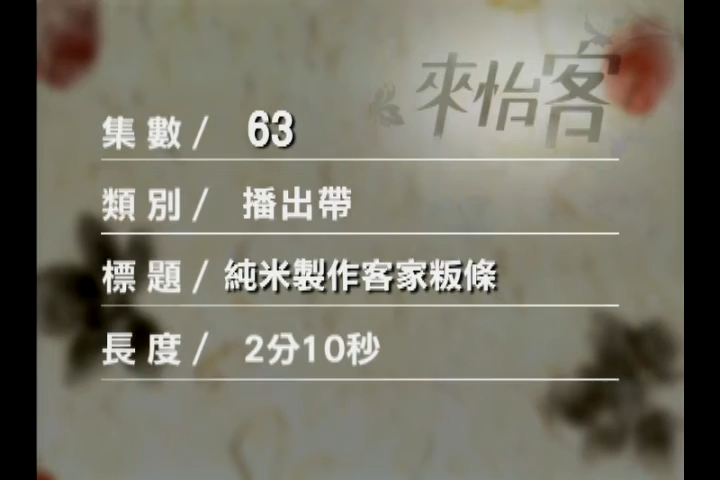 來怡客
集數/ 63
類別/ 播出帶
標題/ 純米製作客家粄條
長度/ 2分10秒